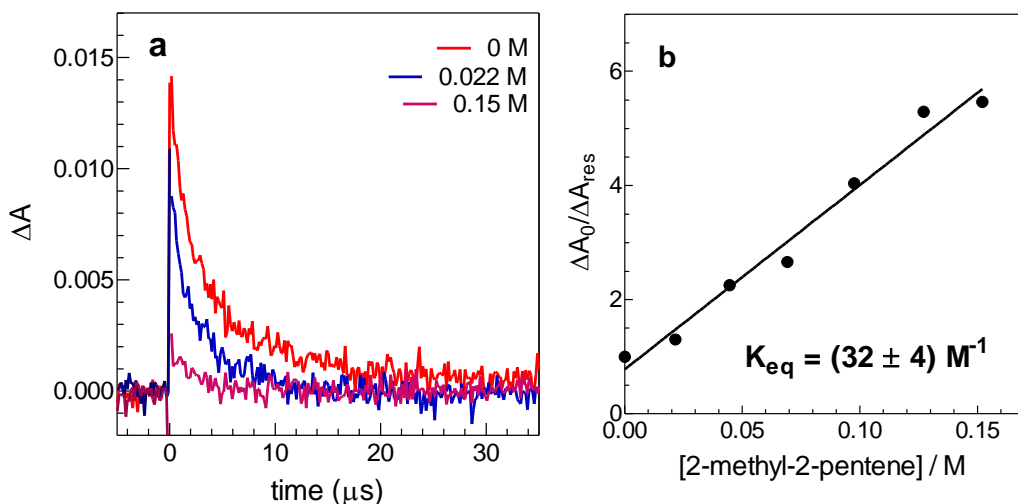 a
0 M
0.022 M
0.15 M
0.015
0.010
0.005
0.000
ΔA
0
10
20
30
time (μs)
b
6
4
2
0
ΔA0/ΔAres
Keq = (32 ± 4) M-1
0.00
0.05
0.10
0.15
[2-methyl-2-pentene] / M